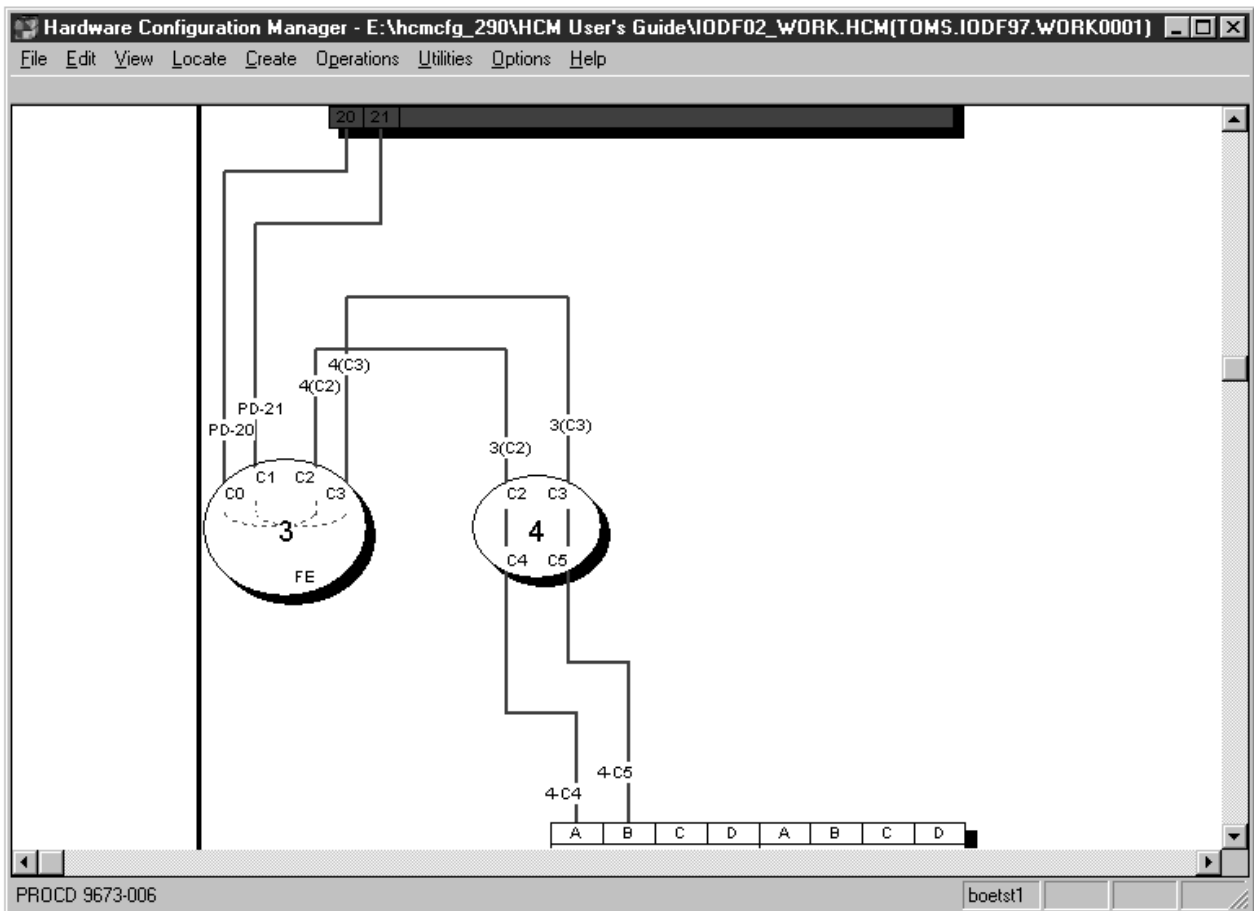 Hardware Configuration Manager - E:\hcmcfg_290\HCM User's Guide\IODF02_WORK.HCM(TOMS.IODF97.WORK0001)
File Edit View Locate Create Operations Utilities Options Help
20 21
4(C3)
4(C2)
PD-21
PD-20
3(C3)
3(C2)
C1 C2
C0 C3
3
FE
C2 C3
4
C4 C5
4-C5
4-C4
A B C D A B C D
PROCD 9673-006
boetst1